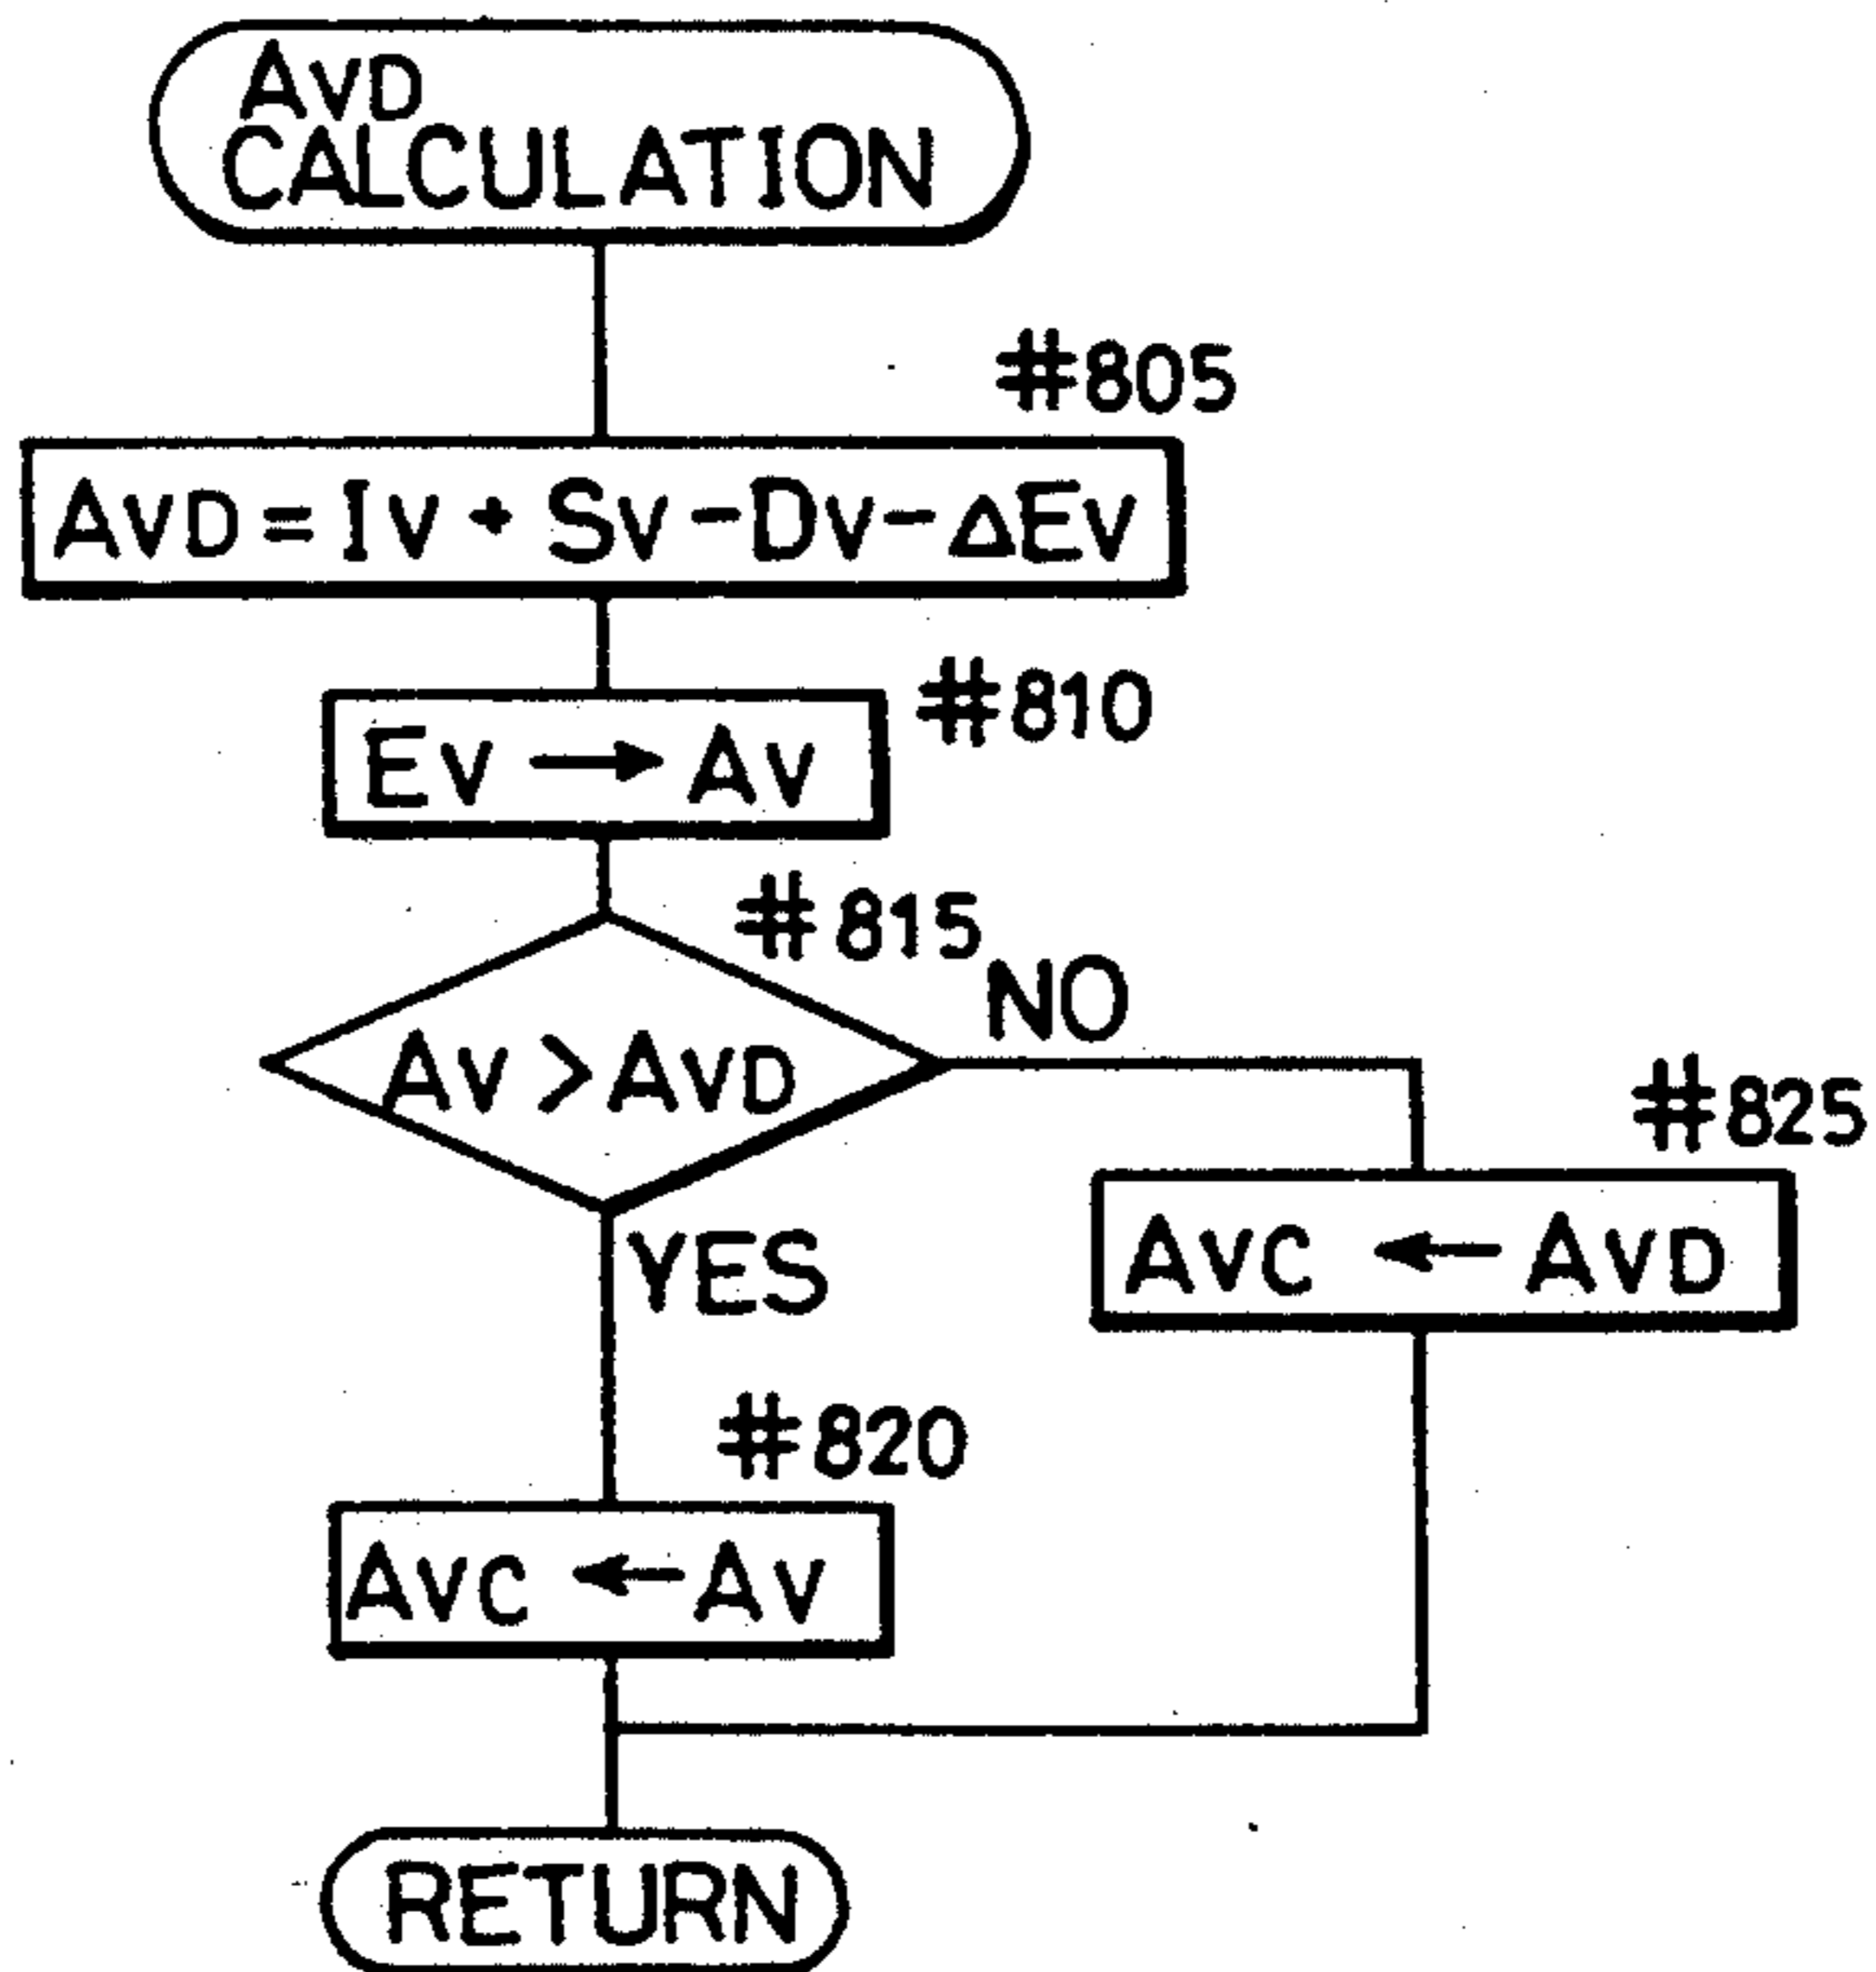 AVD
CALCULATION
#805
AVD = IV + SV - DV - ΔEV
#810
EV → AV
#815
NO
AV > AVD
#825
YES
AVC ← AVD
#820
AVC ← AV
RETURN